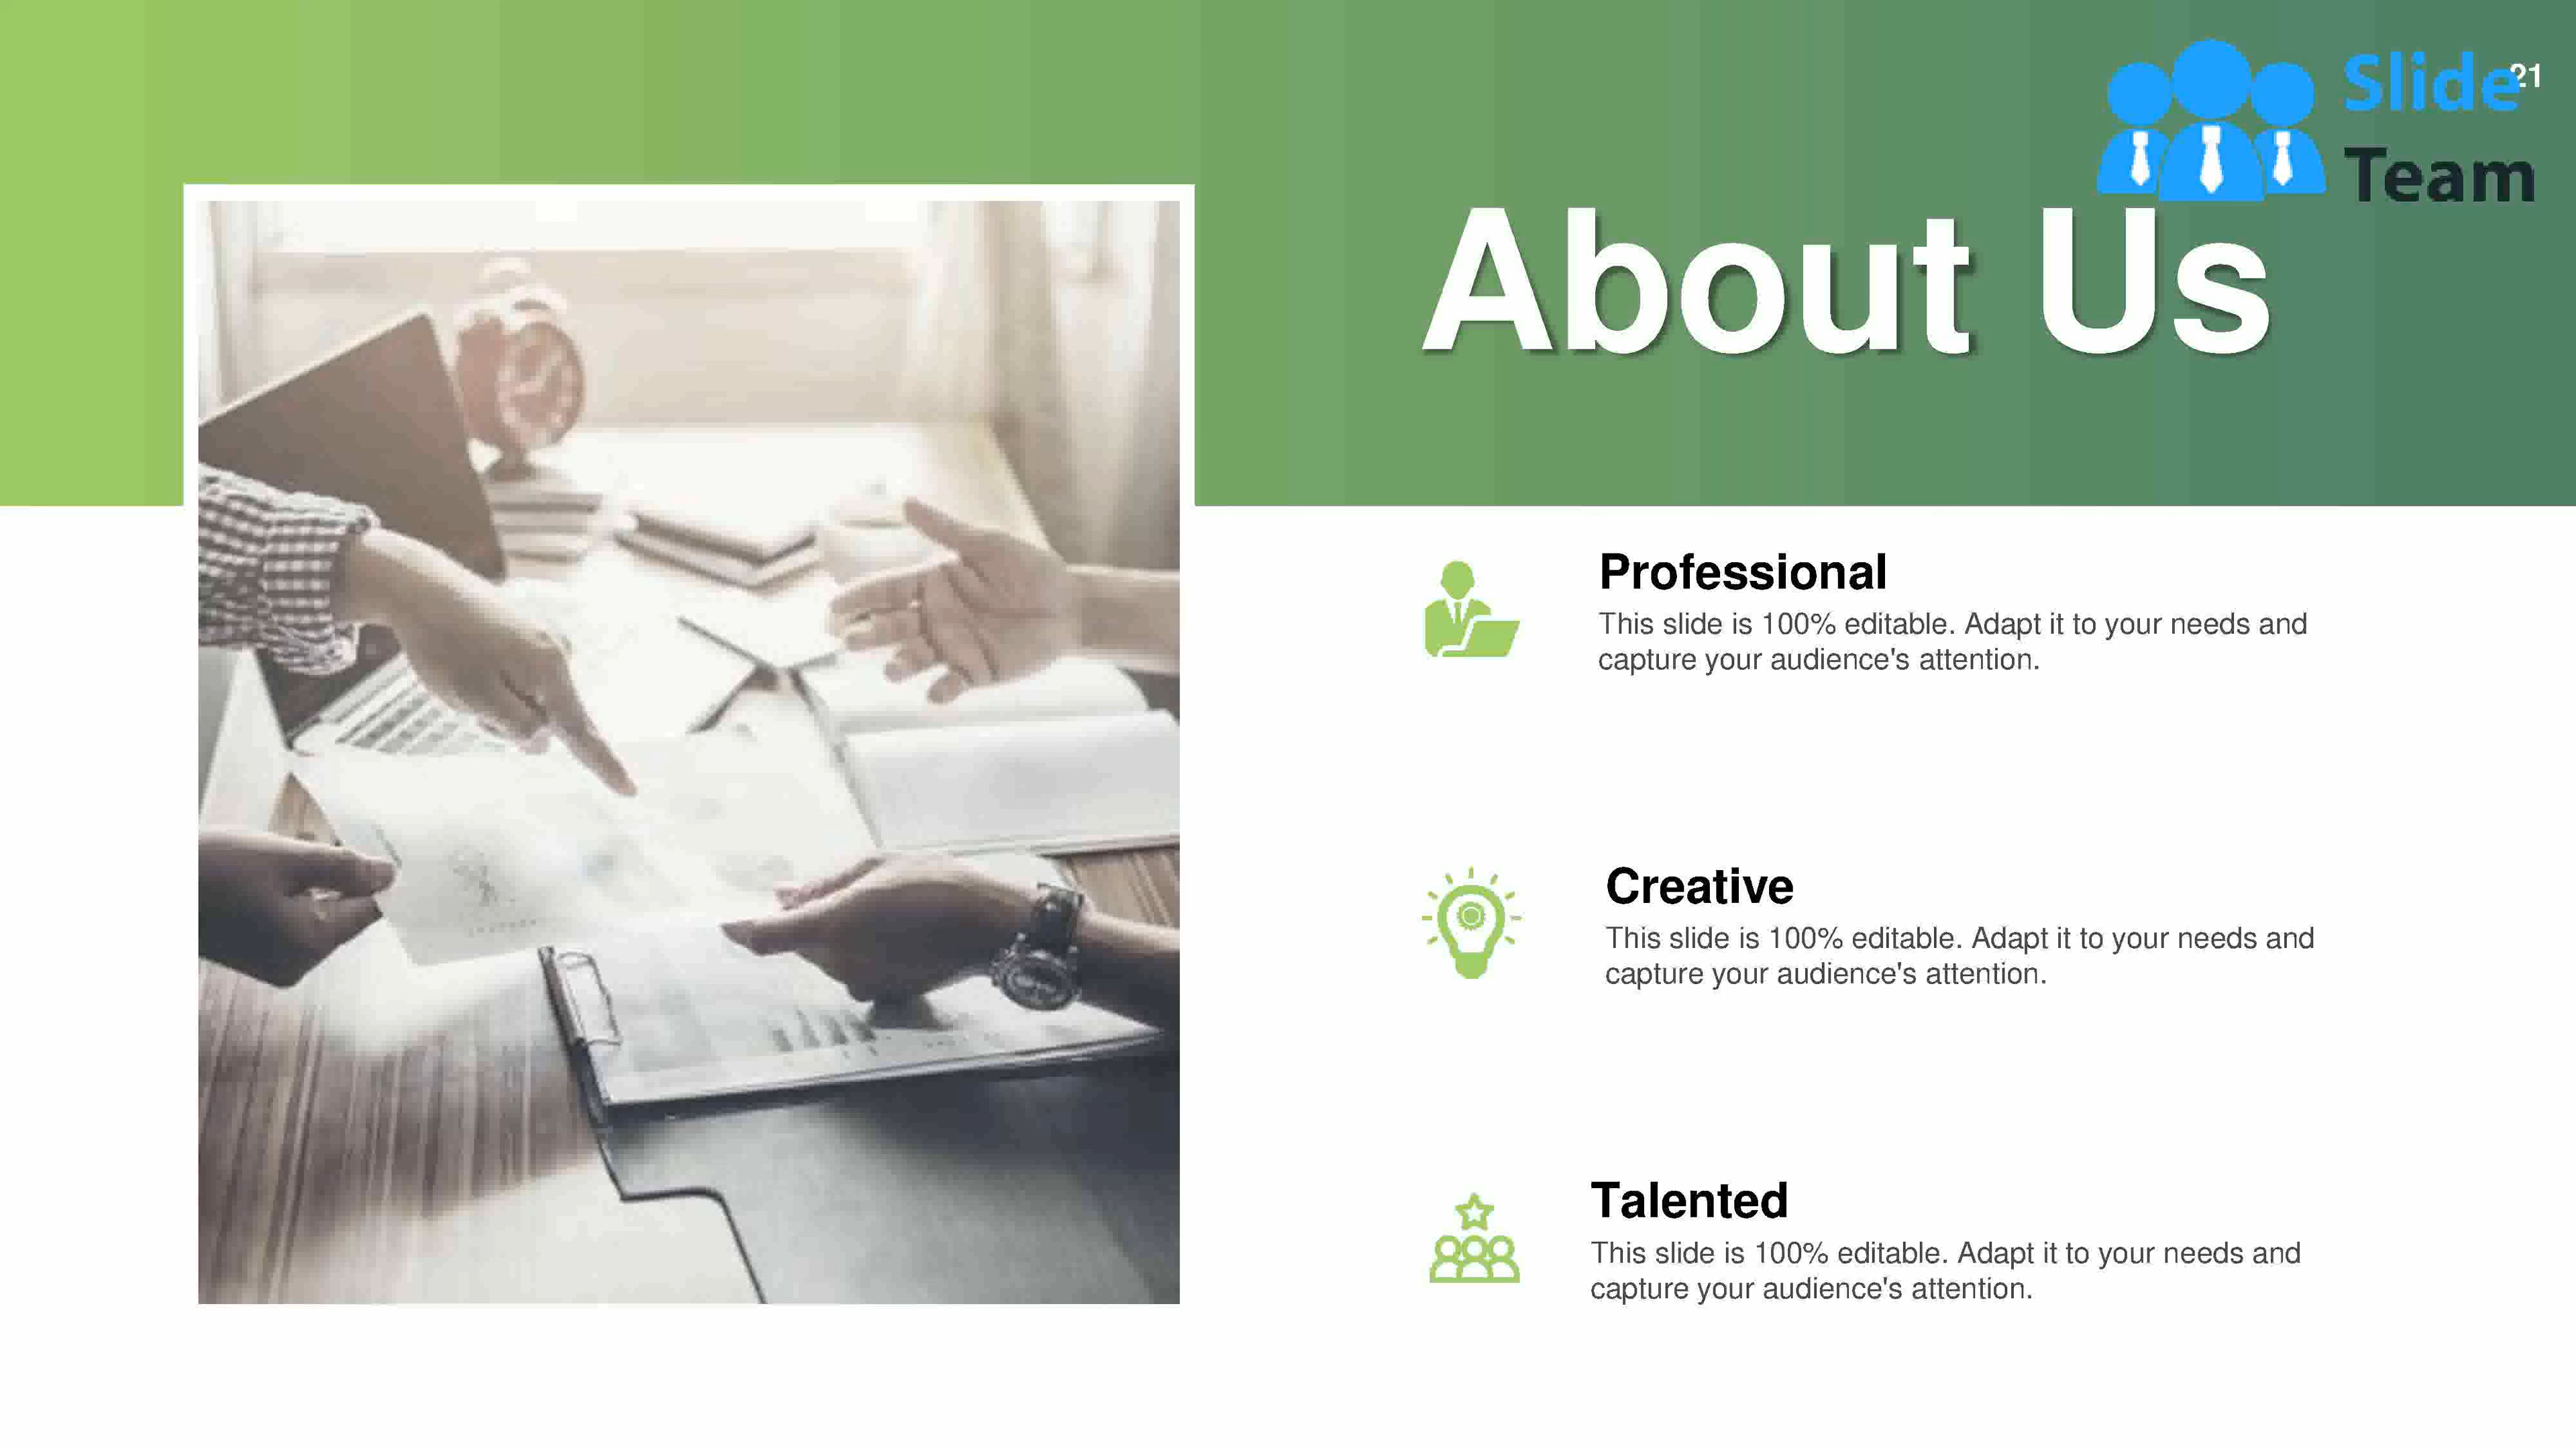 Slide
21
Team
About Us
Professional
This slide is 100% editable. Adapt it to your needs and
capture your audience's attention.
Creative
This slide is 100% editable. Adapt it to your needs and
capture your audience's attention.
Talented
This slide is 100% editable. Adapt it to your needs and
capture your audience's attention.